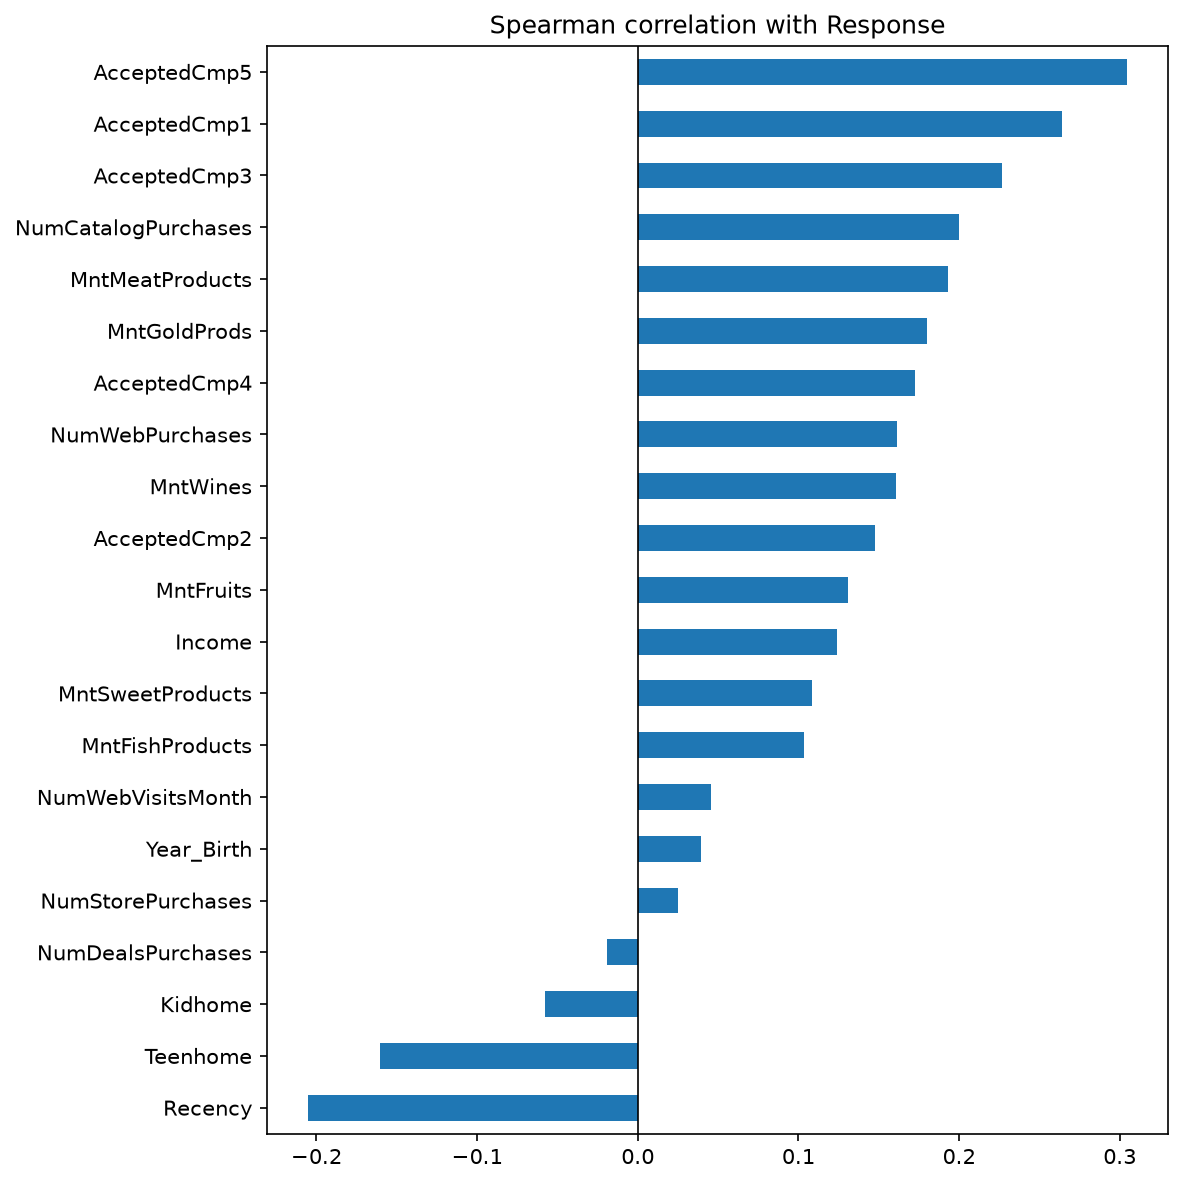 Spearman correlation with Response
AcceptedCmp5
AcceptedCmp1
AcceptedCmp3
NumCatalogPurchases
MntMeatProducts
MntGoldProds
AcceptedCmp4
NumWebPurchases
MntWines
AcceptedCmp2
MntFruits
Income
MntSweetProducts
MntFishProducts
NumWebVisitsMonth
Year_Birth
NumStorePurchases
NumDealsPurchases
Kidhome
Teenhome
Recency
−0.2 −0.1 0.0 0.1 0.2 0.3